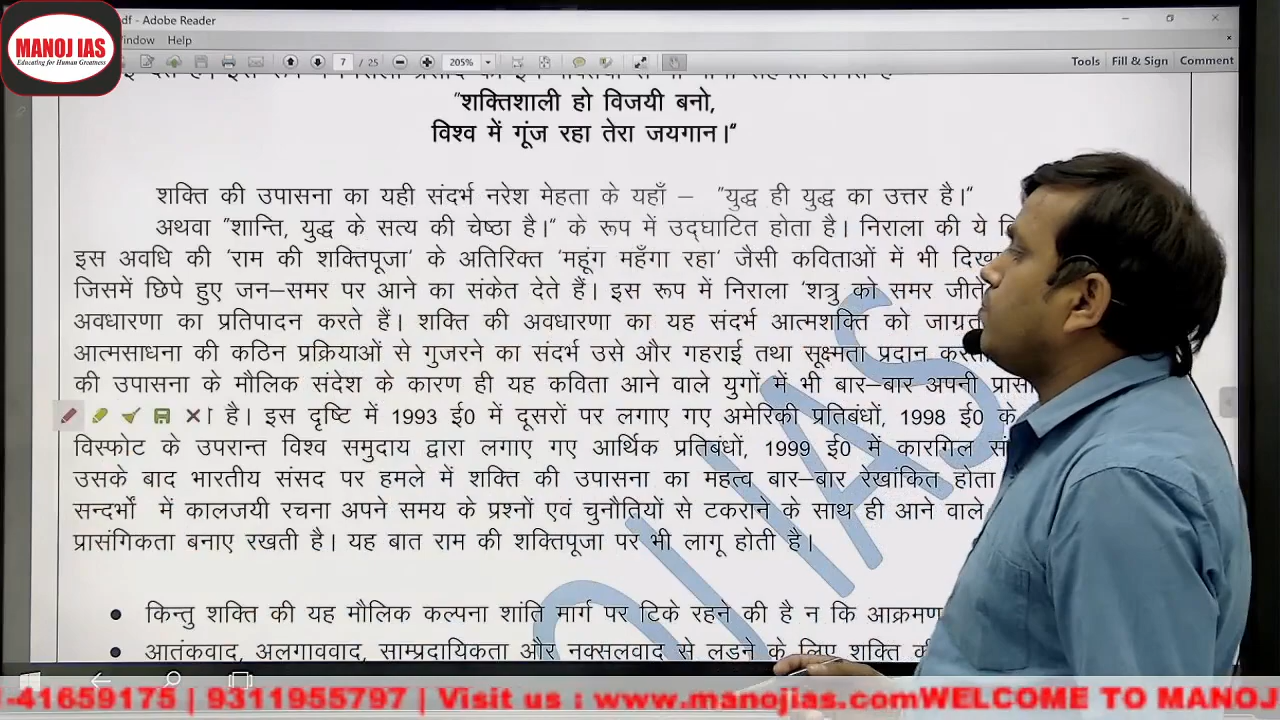 MANOJ IAS
Educating for Human Greatness
df - Adobe Reader
indow Help
7 / 25
205%
Tools Fill & Sign Comment
"शक्तिशाली हो विजयी बनो,
विश्व में गूंज रहा तेरा जयगान।"
शक्ति की उपासना का यही संदर्भ नरेश मेहता के यहाँ – "युद्ध ही युद्ध का उत्तर है।"
अथवा "शान्ति, युद्ध के सत्य की चेष्ठा है।" के रूप में उद्घाटित होता है। निराला की ये
इस अवधि की 'राम की शक्तिपूजा' के अतिरिक्त 'महूंग महँगा रहा' जैसी कविताओं में भी
जिसमें छिपे हुए जन–समर पर आने का संकेत देते हैं। इस रूप में निराला 'शत्रु को समर जीते
अवधारणा का प्रतिपादन करते हैं। शक्ति की अवधारणा का यह संदर्भ आत्मशक्ति को
आत्मसाधना की कठिन प्रक्रियाओं से गुजरने का संदर्भ उसे और गहराई तथा सूक्ष्मता प्रदान
की उपासना के मौलिक संदेश के कारण ही यह कविता आने वाले युगों में भी बार–बार अपनी
है। इस दृष्टि में 1993 ई0 में दूसरों पर लगाए गए अमेरिकी प्रतिबंधों, 1998 ई0 के
विस्फोट के उपरान्त विश्व समुदाय द्वारा लगाए गए आर्थिक प्रतिबंधों, 1999 ई0 में कारगिल
उसके बाद भारतीय संसद पर हमले में शक्ति की उपासना का महत्व बार–बार रेखांकित होता
सन्दर्भों में कालजयी रचना अपने समय के प्रश्नों एवं चुनौतियों से टकराने के साथ ही आने वाले
प्रासंगिकता बनाए रखती है। यह बात राम की शक्तिपूजा पर भी लागू होती है।
• किन्तु शक्ति की यह मौलिक कल्पना शांति मार्ग पर टिके रहने की है न कि आक्रमण
• आतंकवाद, अलगाववाद, साम्प्रदायिकता और नक्सलवाद से लडने के लिए शक्ति
-41659175 | 9311955797 | Visit us | www.manojias.comWELCOME TO MANOJ